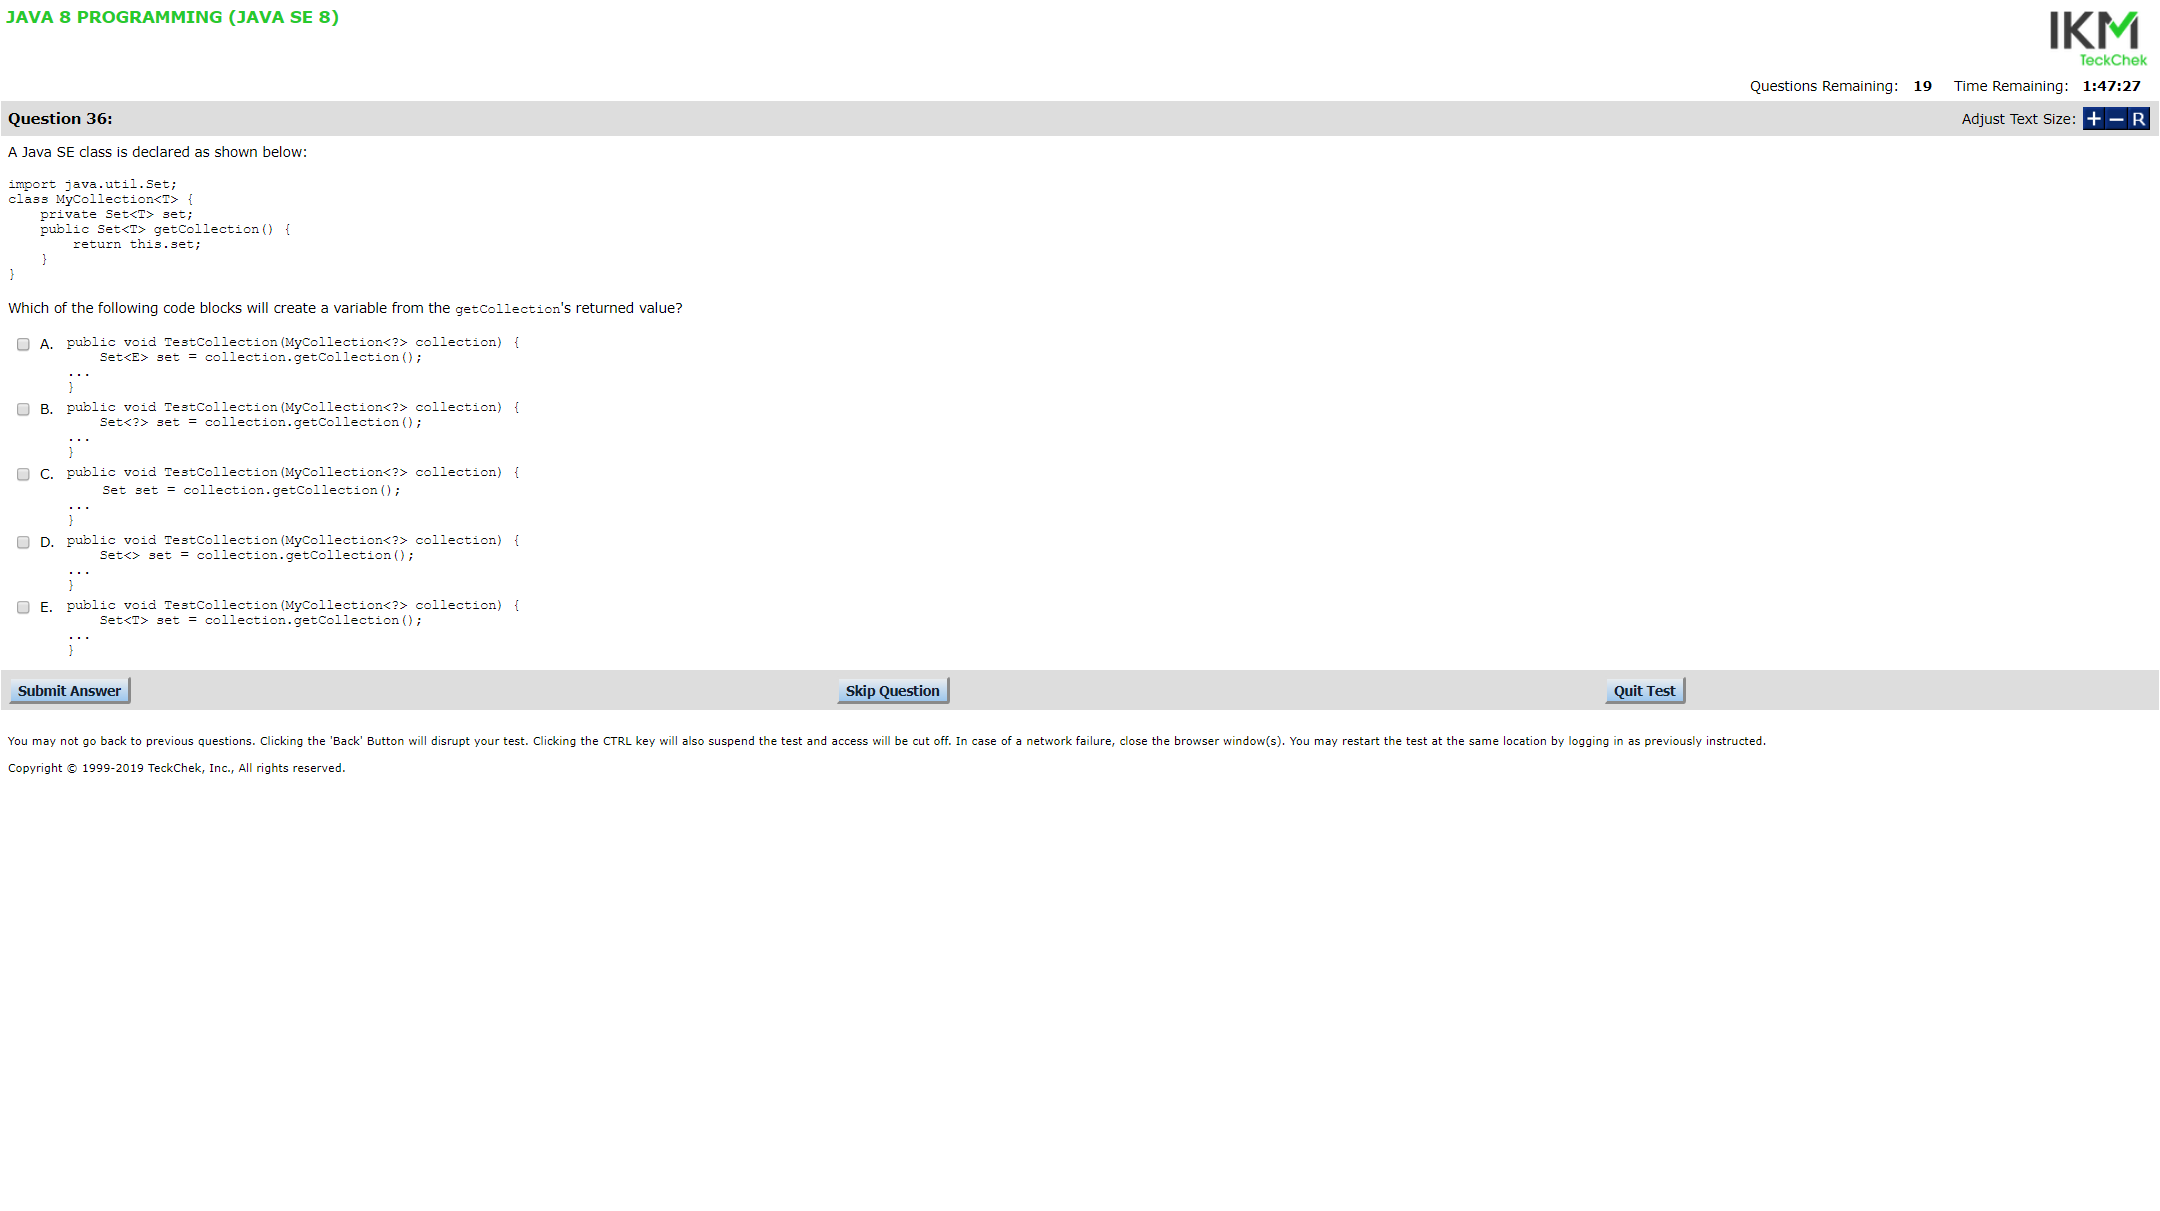 JAVA 8 PROGRAMMING (JAVA SE 8)
IKM
TeckChek
Questions Remaining: 19 Time Remaining: 1:47:27
Question 36:
Adjust Text Size: + − R
A Java SE class is declared as shown below:
import java.util.Set;
class MyCollection<T> {
    private Set<T> set;
    public Set<T> getCollection() {
        return this.set;
    }
}
Which of the following code blocks will create a variable from the getCollection's returned value?
A. public void TestCollection(MyCollection<?> collection) {
    Set<E> set = collection.getCollection();
...
}
B. public void TestCollection(MyCollection<?> collection) {
    Set<?> set = collection.getCollection();
...
}
C. public void TestCollection(MyCollection<?> collection) {
    Set set = collection.getCollection();
...
}
D. public void TestCollection(MyCollection<?> collection) {
    Set<> set = collection.getCollection();
...
}
E. public void TestCollection(MyCollection<?> collection) {
    Set<T> set = collection.getCollection();
...
}
Submit Answer Skip Question Quit Test
You may not go back to previous questions. Clicking the 'Back' Button will disrupt your test. Clicking the CTRL key will also suspend the test and access will be cut off. In case of a network failure, close the browser window(s). You may restart the test at the same location by logging in as previously instructed.
Copyright © 1999-2019 TeckChek, Inc., All rights reserved.